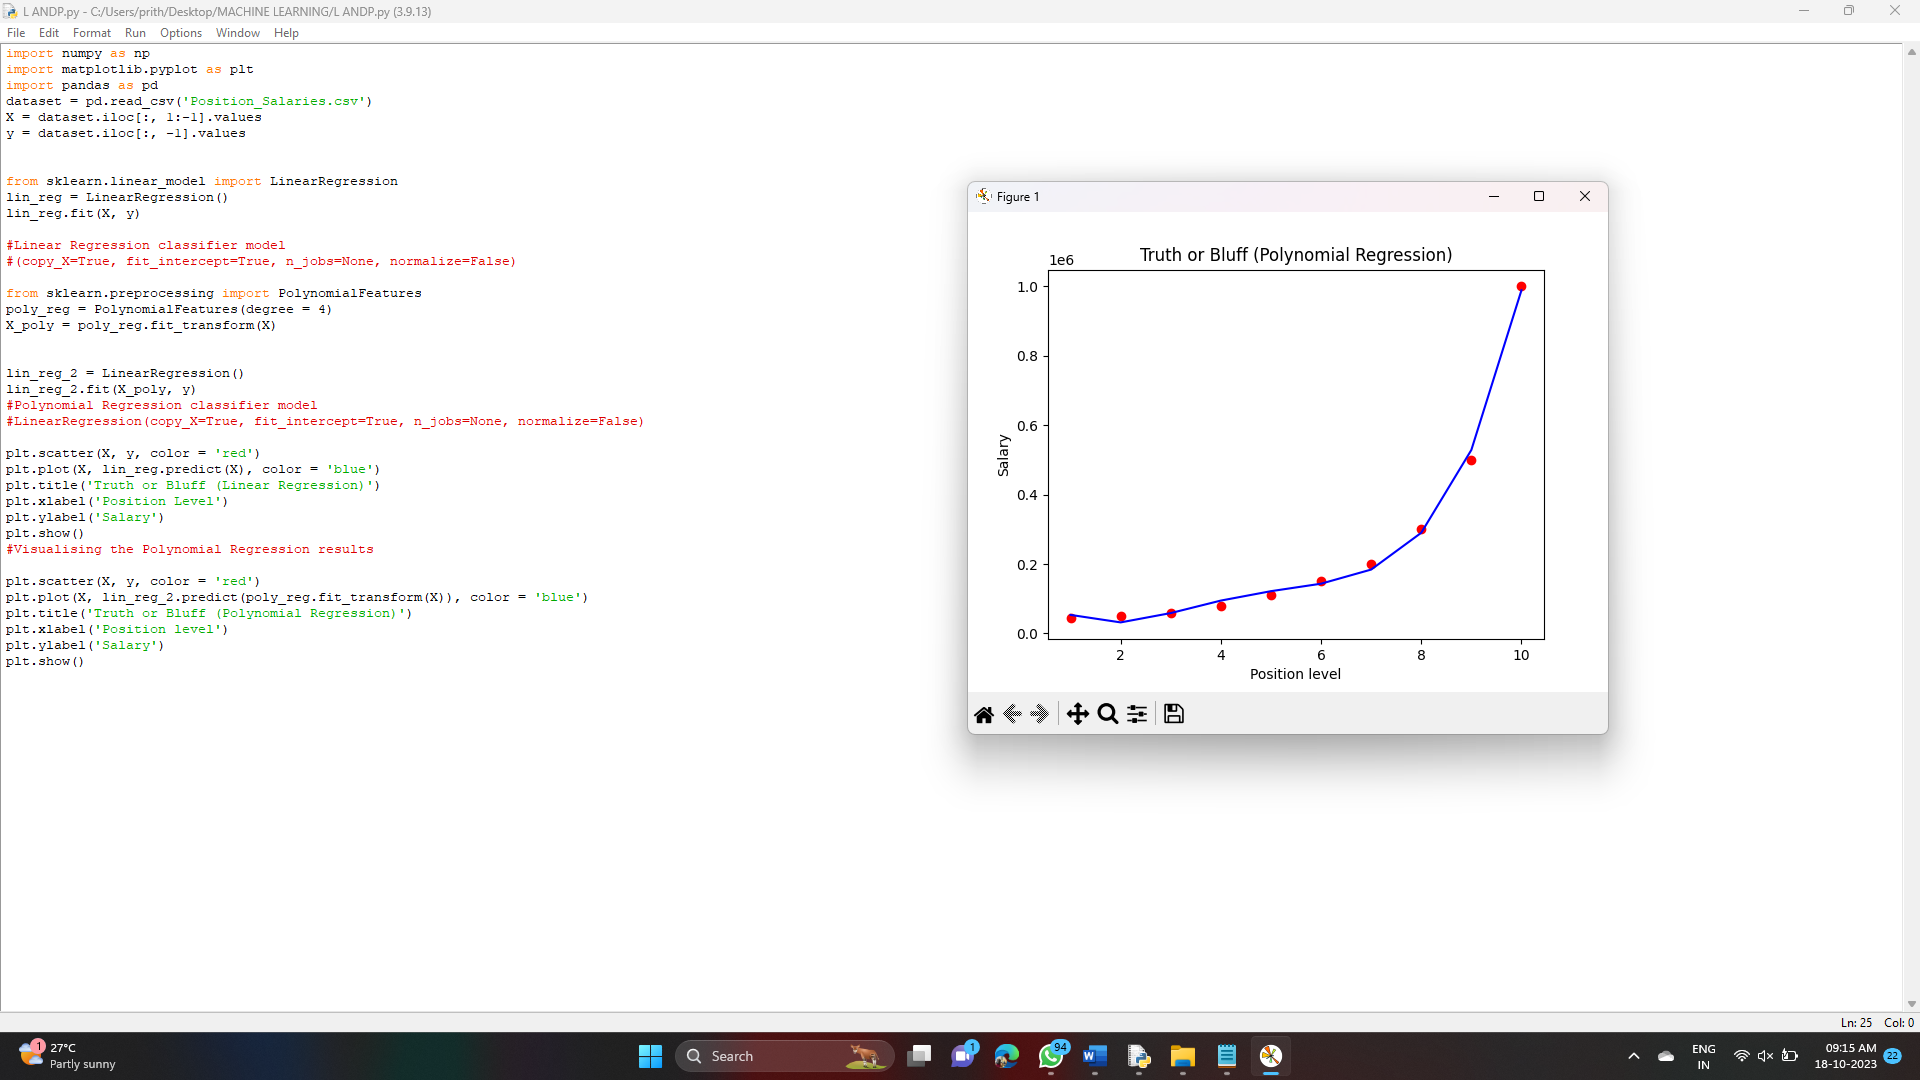 L ANDP.py - C:/Users/prith/Desktop/MACHINE LEARNING/L ANDP.py (3.9.13)
File Edit Format Run Options Window Help
import numpy as np
import matplotlib.pyplot as plt
import pandas as pd
dataset = pd.read_csv('Position_Salaries.csv')
X = dataset.iloc[:, 1:-1].values
y = dataset.iloc[:, -1].values
from sklearn.linear_model import LinearRegression
lin_reg = LinearRegression()
lin_reg.fit(X, y)
#Linear Regression classifier model
#(copy_X=True, fit_intercept=True, n_jobs=None, normalize=False)
from sklearn.preprocessing import PolynomialFeatures
poly_reg = PolynomialFeatures(degree = 4)
X_poly = poly_reg.fit_transform(X)
lin_reg_2 = LinearRegression()
lin_reg_2.fit(X_poly, y)
#Polynomial Regression classifier model
#LinearRegression(copy_X=True, fit_intercept=True, n_jobs=None, normalize=False)
plt.scatter(X, y, color = 'red')
plt.plot(X, lin_reg.predict(X), color = 'blue')
plt.title('Truth or Bluff (Linear Regression)')
plt.xlabel('Position Level')
plt.ylabel('Salary')
plt.show()
#Visualising the Polynomial Regression results
plt.scatter(X, y, color = 'red')
plt.plot(X, lin_reg_2.predict(poly_reg.fit_transform(X)), color = 'blue')
plt.title('Truth or Bluff (Polynomial Regression)')
plt.xlabel('Position level')
plt.ylabel('Salary')
plt.show()
Figure 1
Truth or Bluff (Polynomial Regression)
1e6
1.0
0.8
0.6
0.4
0.2
0.0
Salary
2 4 6 8 10
Position level
Ln: 25 Col: 0
1
27°C
Partly sunny
Search
1
94
ENG
IN
09:15 AM
18-10-2023
22